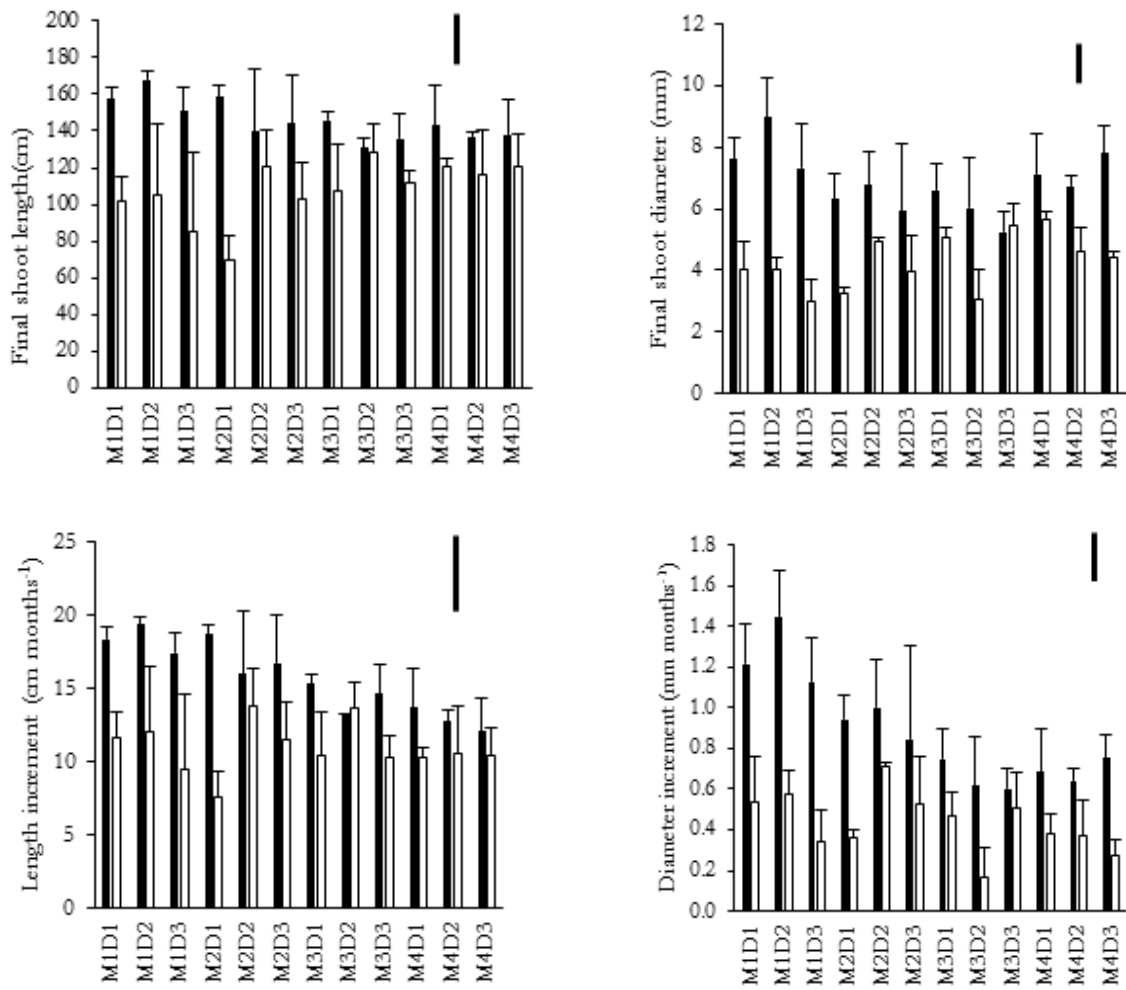 Final shoot length(cm)
200
180
160
140
120
100
80
60
40
20
0
M1D1
M1D2
M1D3
M2D1
M2D2
M2D3
M3D1
M3D2
M3D3
M4D1
M4D2
M4D3
Final shoot diameter (mm)
12
10
8
6
4
2
0
M1D1
M1D2
M1D3
M2D1
M2D2
M2D3
M3D1
M3D2
M3D3
M4D1
M4D2
M4D3
Length increment (cm months⁻¹)
25
20
15
10
5
0
M1D1
M1D2
M1D3
M2D1
M2D2
M2D3
M3D1
M3D2
M3D3
M4D1
M4D2
M4D3
Diameter increment (mm months⁻¹)
1.8
1.6
1.4
1.2
1.0
0.8
0.6
0.4
0.2
0.0
M1D1
M1D2
M1D3
M2D1
M2D2
M2D3
M3D1
M3D2
M3D3
M4D1
M4D2
M4D3